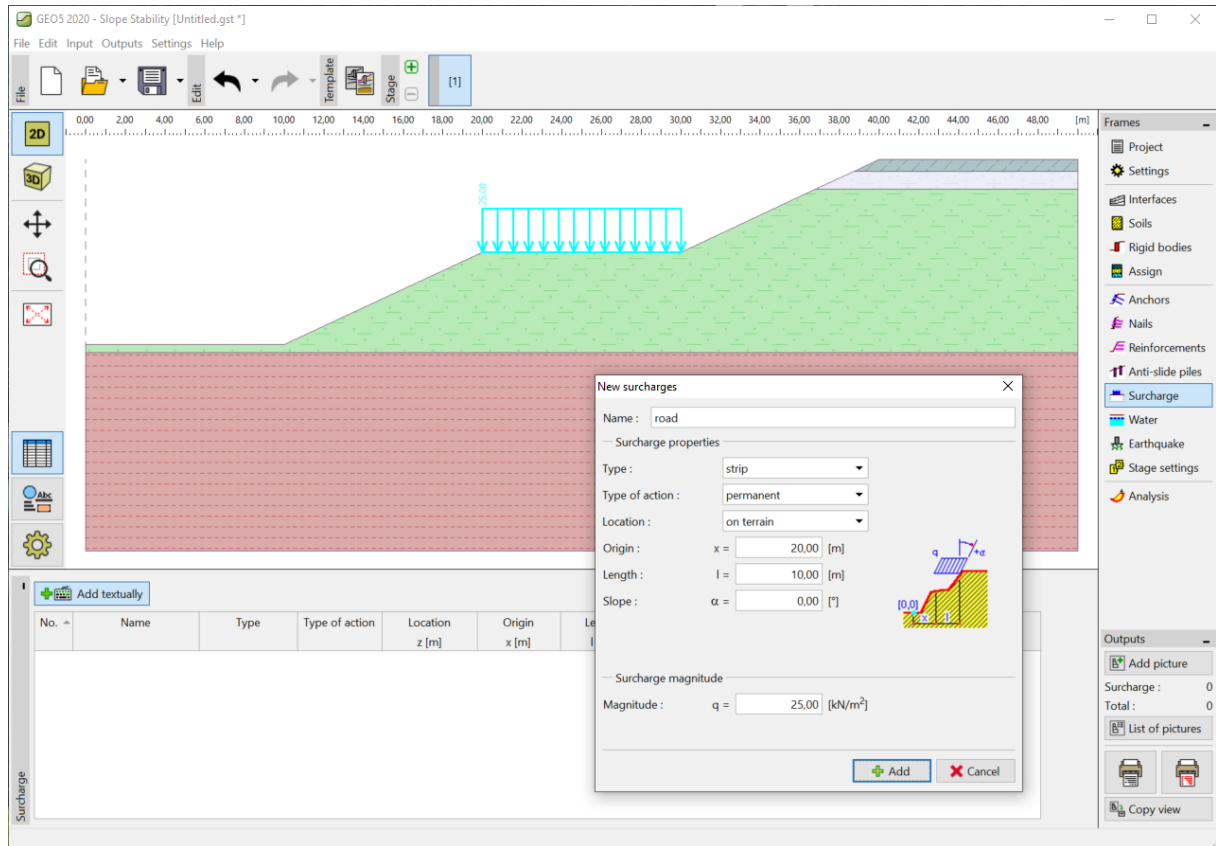 GEO5 2020 - Slope Stability [Untitled.gst *]
File Edit Input Outputs Settings Help
File
Edit
Template
Stage
[1]
0,00 2,00 4,00 6,00 8,00 10,00 12,00 14,00 16,00 18,00 20,00 22,00 24,00 26,00 28,00 30,00 32,00 34,00 36,00 38,00 40,00 42,00 44,00 46,00 48,00 [m]
2D
3D
Abc
25,00
Frames
Project
Settings
Interfaces
Soils
Rigid bodies
Assign
Anchors
Nails
Reinforcements
Anti-slide piles
Surcharge
Water
Earthquake
Stage settings
Analysis
New surcharges
Name : road
Surcharge properties
Type : strip
Type of action : permanent
Location : on terrain
Origin : x = 20,00 [m]
Length : l = 10,00 [m]
Slope : α = 0,00 [°]
q +α
[0,0]
x l
Surcharge magnitude
Magnitude : q = 25,00 [kN/m²]
Add Cancel
Add textually
No. Name Type Type of action Location Origin Le
z [m] x [m] l
Surcharge
Outputs
Add picture
Surcharge : 0
Total : 0
List of pictures
Copy view